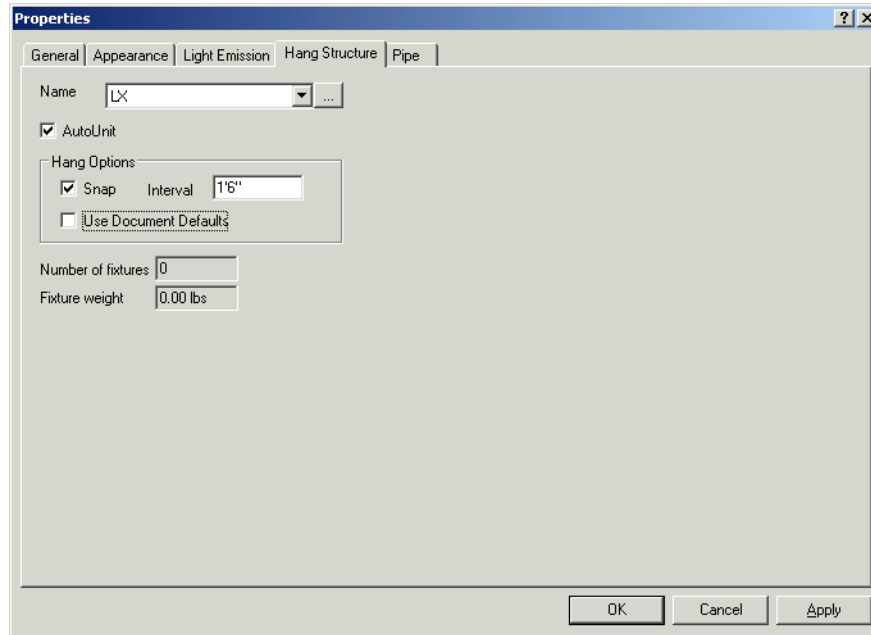 Properties
General Appearance Light Emission Hang Structure Pipe
Name LX ...
AutoUnit
Hang Options
Snap Interval 1'6"
Use Document Defaults
Number of fixtures 0
Fixture weight 0.00 lbs
OK Cancel Apply